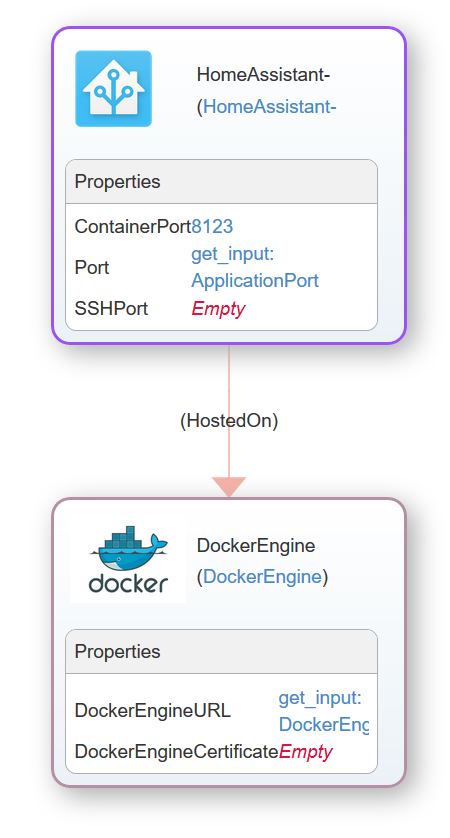 HomeAssistant-
(HomeAssistant-
Properties
ContainerPort 8123
Port get_input:
ApplicationPort
SSHPort Empty
(HostedOn)
docker
DockerEngine
(DockerEngine)
Properties
DockerEngineURL get_input:
DockerEng
DockerEngineCertificate Empty